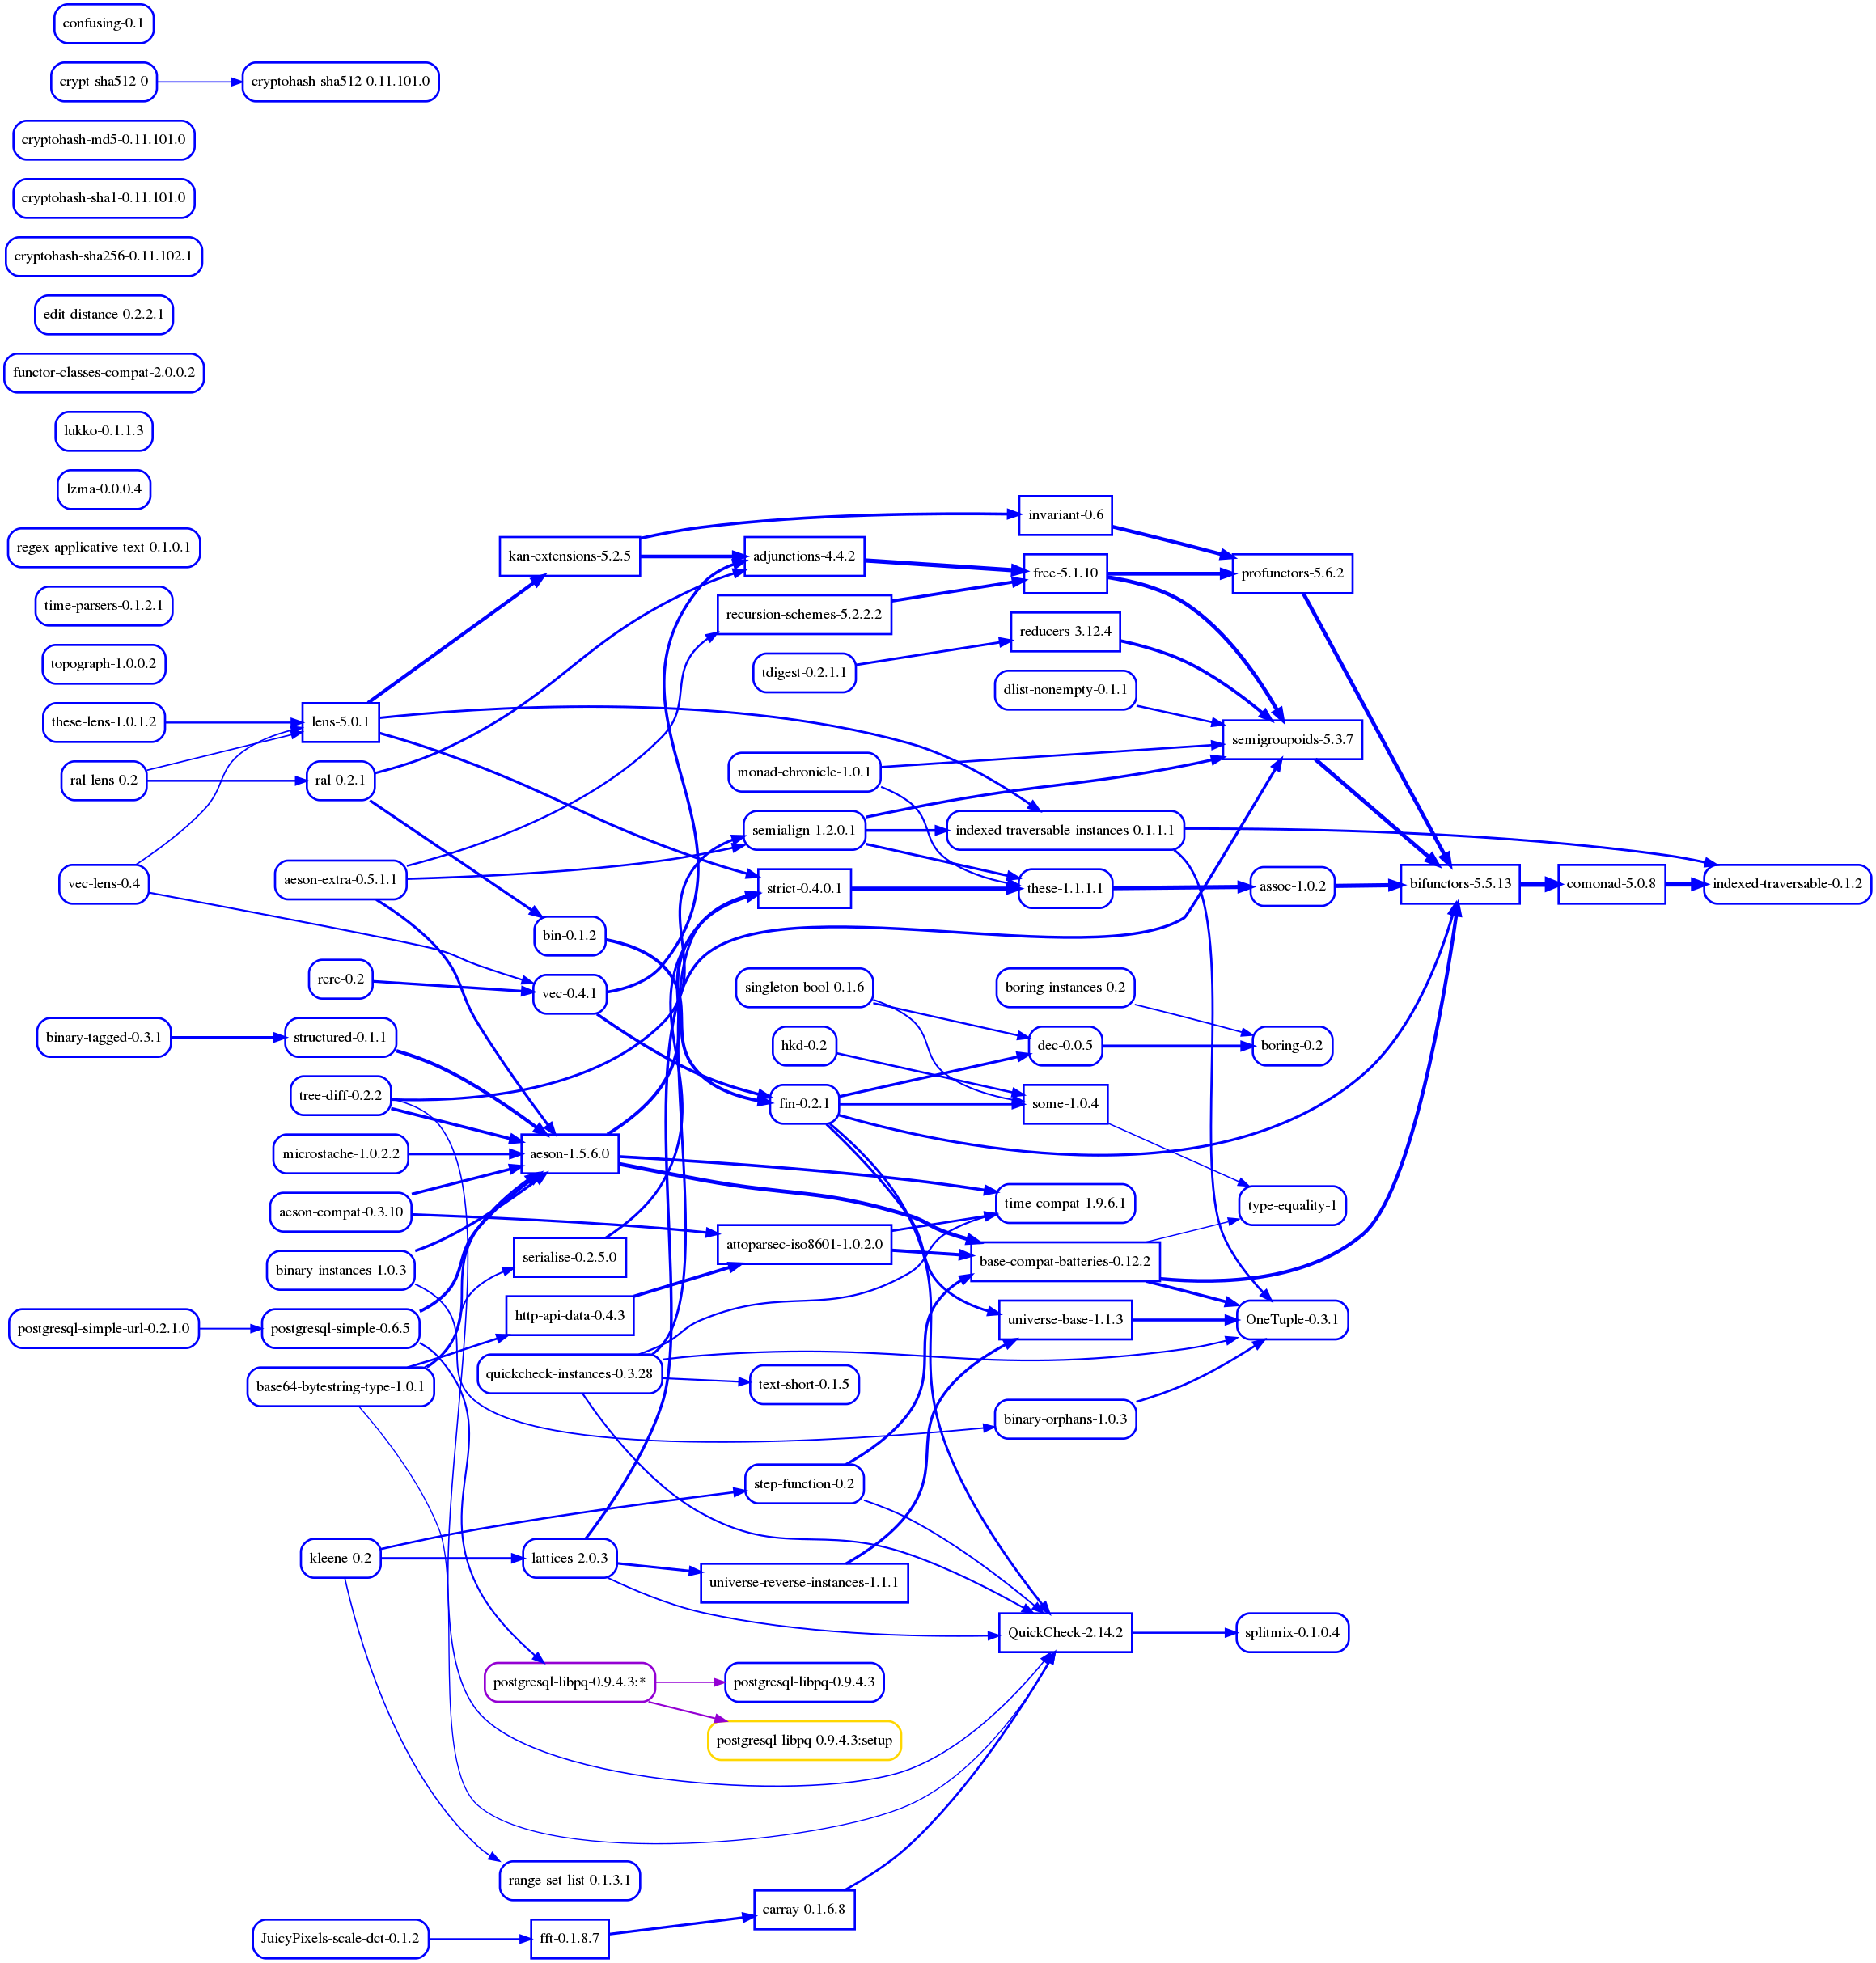 confusing-0.1
crypt-sha512-0
cryptohash-sha512-0.11.101.0
cryptohash-md5-0.11.101.0
cryptohash-sha1-0.11.101.0
cryptohash-sha256-0.11.102.1
edit-distance-0.2.2.1
functor-classes-compat-2.0.0.2
lukko-0.1.1.3
lzma-0.0.0.4
regex-applicative-text-0.1.0.1
time-parsers-0.1.2.1
topograph-1.0.0.2
these-lens-1.0.1.2
ral-lens-0.2
vec-lens-0.4
binary-tagged-0.3.1
postgresql-simple-url-0.2.1.0
lens-5.0.1
ral-0.2.1
aeson-extra-0.5.1.1
rere-0.2
structured-0.1.1
tree-diff-0.2.2
microstache-1.0.2.2
aeson-compat-0.3.10
binary-instances-1.0.3
postgresql-simple-0.6.5
base64-bytestring-type-1.0.1
kleene-0.2
JuicyPixels-scale-dct-0.1.2
kan-extensions-5.2.5
bin-0.1.2
vec-0.4.1
aeson-1.5.6.0
serialise-0.2.5.0
http-api-data-0.4.3
quickcheck-instances-0.3.28
lattices-2.0.3
postgresql-libpq-0.9.4.3:*
range-set-list-0.1.3.1
fft-0.1.8.7
adjunctions-4.4.2
recursion-schemes-5.2.2.2
tdigest-0.2.1.1
monad-chronicle-1.0.1
semialign-1.2.0.1
strict-0.4.0.1
singleton-bool-0.1.6
hkd-0.2
fin-0.2.1
attoparsec-iso8601-1.0.2.0
text-short-0.1.5
step-function-0.2
universe-reverse-instances-1.1.1
postgresql-libpq-0.9.4.3
postgresql-libpq-0.9.4.3:setup
carray-0.1.6.8
invariant-0.6
free-5.1.10
reducers-3.12.4
dlist-nonempty-0.1.1
indexed-traversable-instances-0.1.1.1
these-1.1.1.1
boring-instances-0.2
dec-0.0.5
some-1.0.4
time-compat-1.9.6.1
base-compat-batteries-0.12.2
universe-base-1.1.3
binary-orphans-1.0.3
QuickCheck-2.14.2
profunctors-5.6.2
semigroupoids-5.3.7
assoc-1.0.2
boring-0.2
type-equality-1
OneTuple-0.3.1
splitmix-0.1.0.4
bifunctors-5.5.13
comonad-5.0.8
indexed-traversable-0.1.2